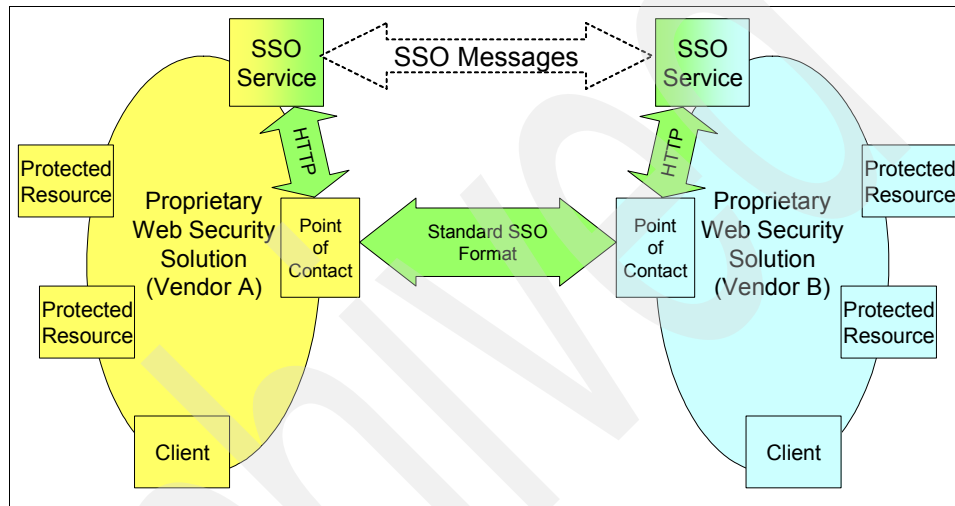 SSO
Service
SSO Messages
SSO
Service
HTTP
HTTP
Protected
Resource
Proprietary
Web Security
Solution
(Vendor A)
Point
of
Contact
Standard SSO
Format
Point
of
Contact
Proprietary
Web Security
Solution
(Vendor B)
Protected
Resource
Protected
Resource
Protected
Resource
Client
Client